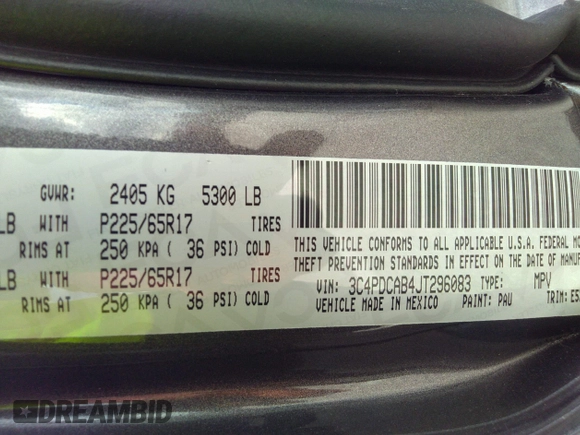 GVWR: 2405 KG 5300 LB
LB WITH P225/65R17 TIRES
RIMS AT 250 KPA ( 36 PSI) COLD
LB WITH P225/65R17 TIRES
RIMS AT 250 KPA ( 36 PSI) COLD
THIS VEHICLE CONFORMS TO ALL APPLICABLE U.S.A. FEDERAL MO
THEFT PREVENTION STANDARDS IN EFFECT ON THE DATE OF MANUF
VIN: 3C4PDCAB4JT296083 TYPE: MPV
VEHICLE MADE IN MEXICO PAINT: PAU TRIM: E5
DREAMBID